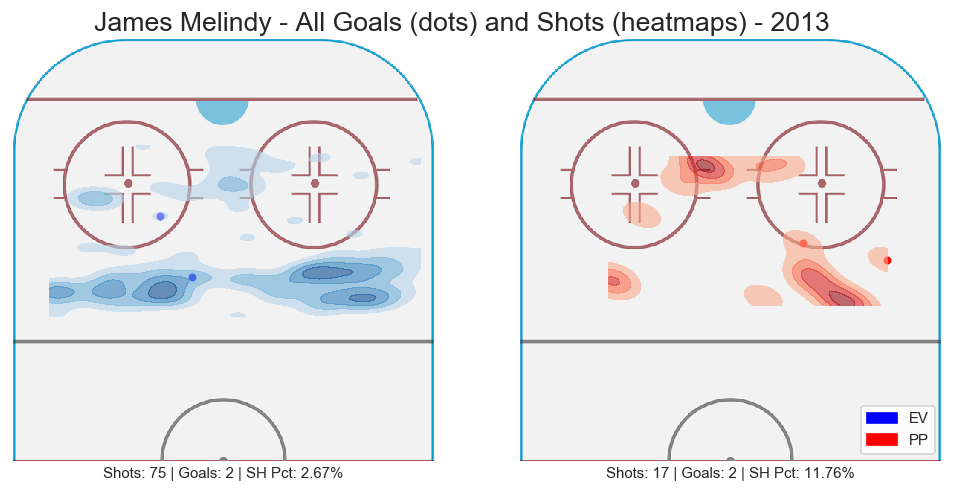 James Melindy - All Goals (dots) and Shots (heatmaps) - 2013
EV
PP
Shots: 75 | Goals: 2 | SH Pct: 2.67%
Shots: 17 | Goals: 2 | SH Pct: 11.76%